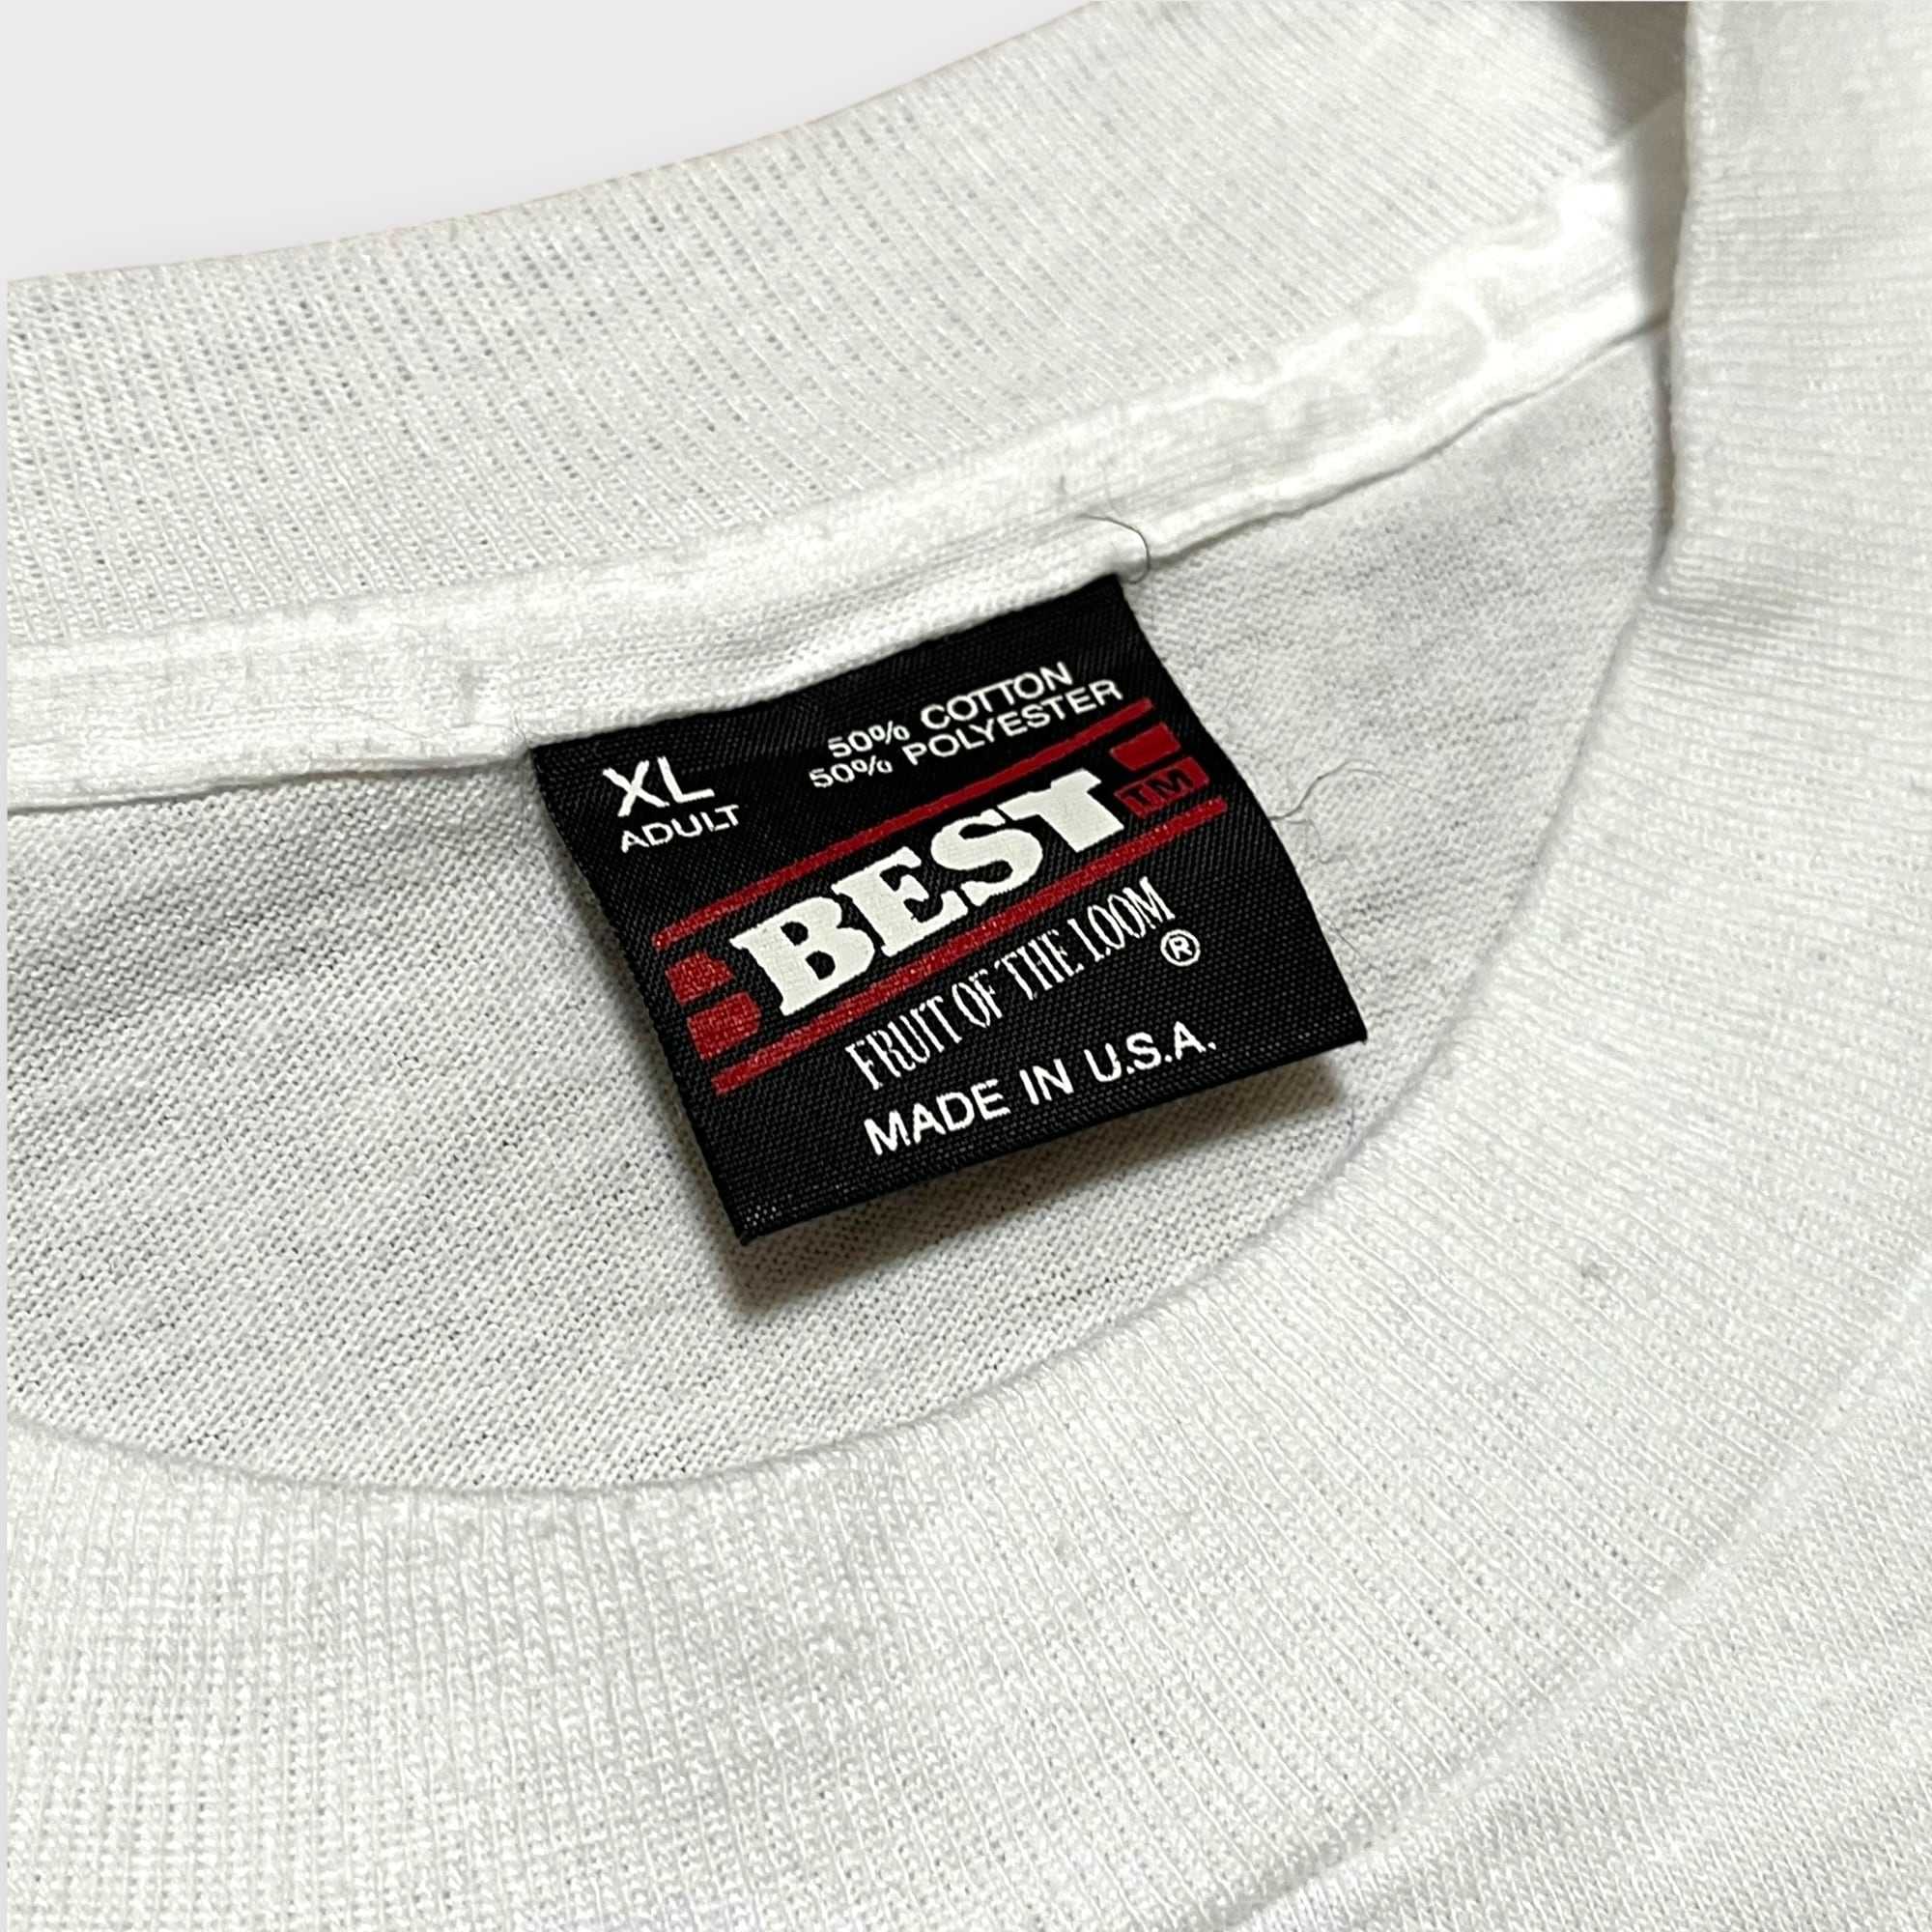 XL
ADULT
50% COTTON
50% POLYESTER
BEST
TM
FRUIT OF THE LOOM
®
MADE IN U.S.A.